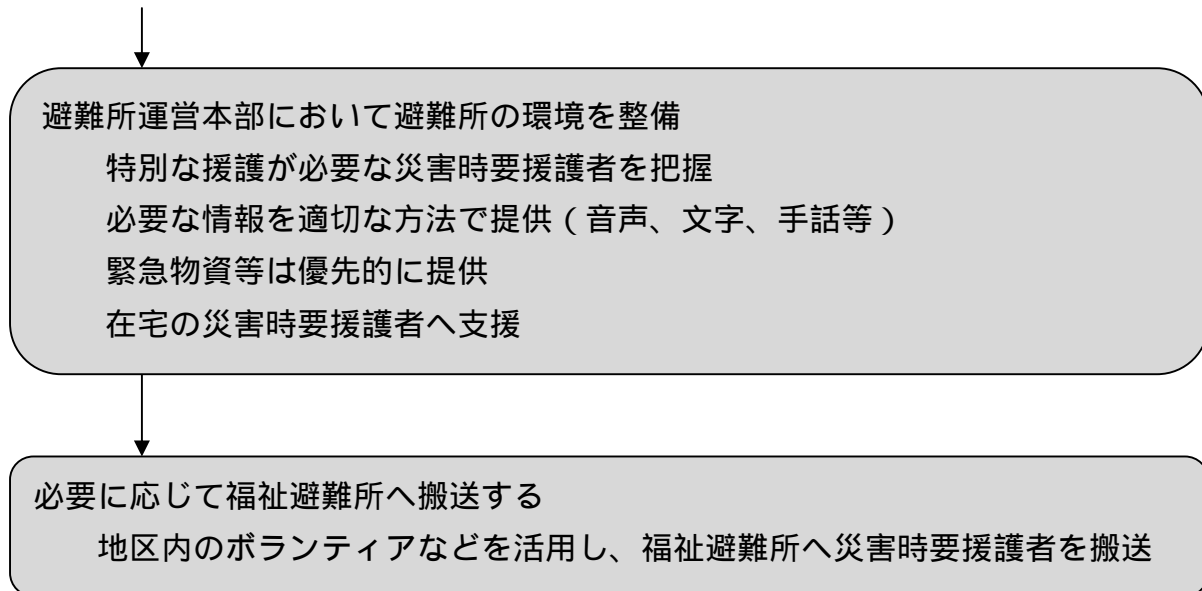 避難所運営本部において避難所の環境を整備
特別な援護が必要な災害時要援護者を把握
必要な情報を適切な方法で提供（音声、文字、手話等）
緊急物資等は優先的に提供
在宅の災害時要援護者へ支援
必要に応じて福祉避難所へ搬送する
地区内のボランティアなどを活用し、福祉避難所へ災害時要援護者を搬送